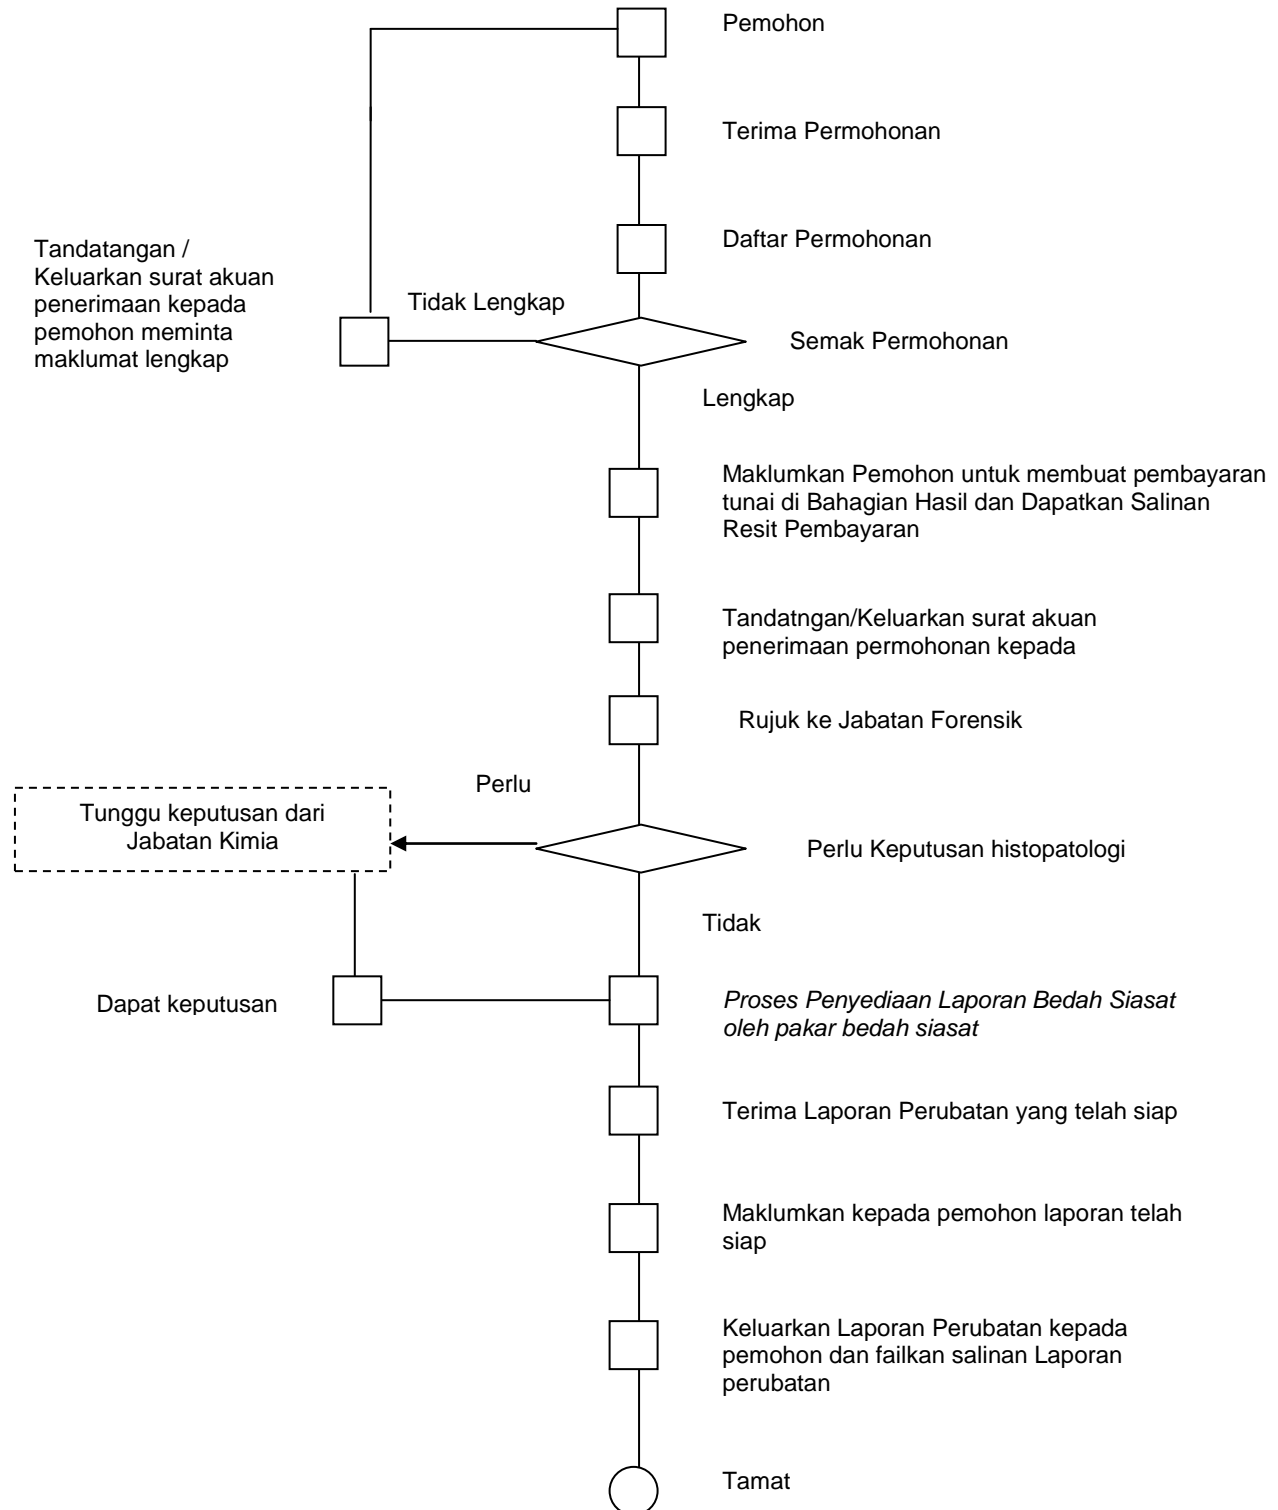 Pemohon
Terima Permohonan
Daftar Permohonan
Tandatangan /
Keluarkan surat akuan
penerimaan kepada
pemohon meminta
maklumat lengkap
Tidak Lengkap
Semak Permohonan
Lengkap
Maklumkan Pemohon untuk membuat pembayaran
tunai di Bahagian Hasil dan Dapatkan Salinan
Resit Pembayaran
Tandatngan/Keluarkan surat akuan
penerimaan permohonan kepada
Rujuk ke Jabatan Forensik
Perlu
Tunggu keputusan dari
Jabatan Kimia
Perlu Keputusan histopatologi
Tidak
Dapat keputusan
Proses Penyediaan Laporan Bedah Siasat
oleh pakar bedah siasat
Terima Laporan Perubatan yang telah siap
Maklumkan kepada pemohon laporan telah
siap
Keluarkan Laporan Perubatan kepada
pemohon dan failkan salinan Laporan
perubatan
Tamat